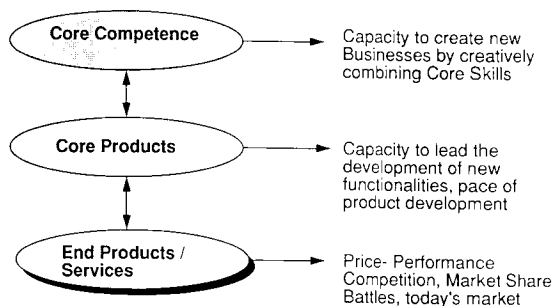 Core Competence
Capacity to create new
Businesses by creatively
combining Core Skills
Core Products
Capacity to lead the
development of new
functionalities, pace of
product development
End Products /
Services
Price- Performance
Competition, Market Share
Battles, today's market